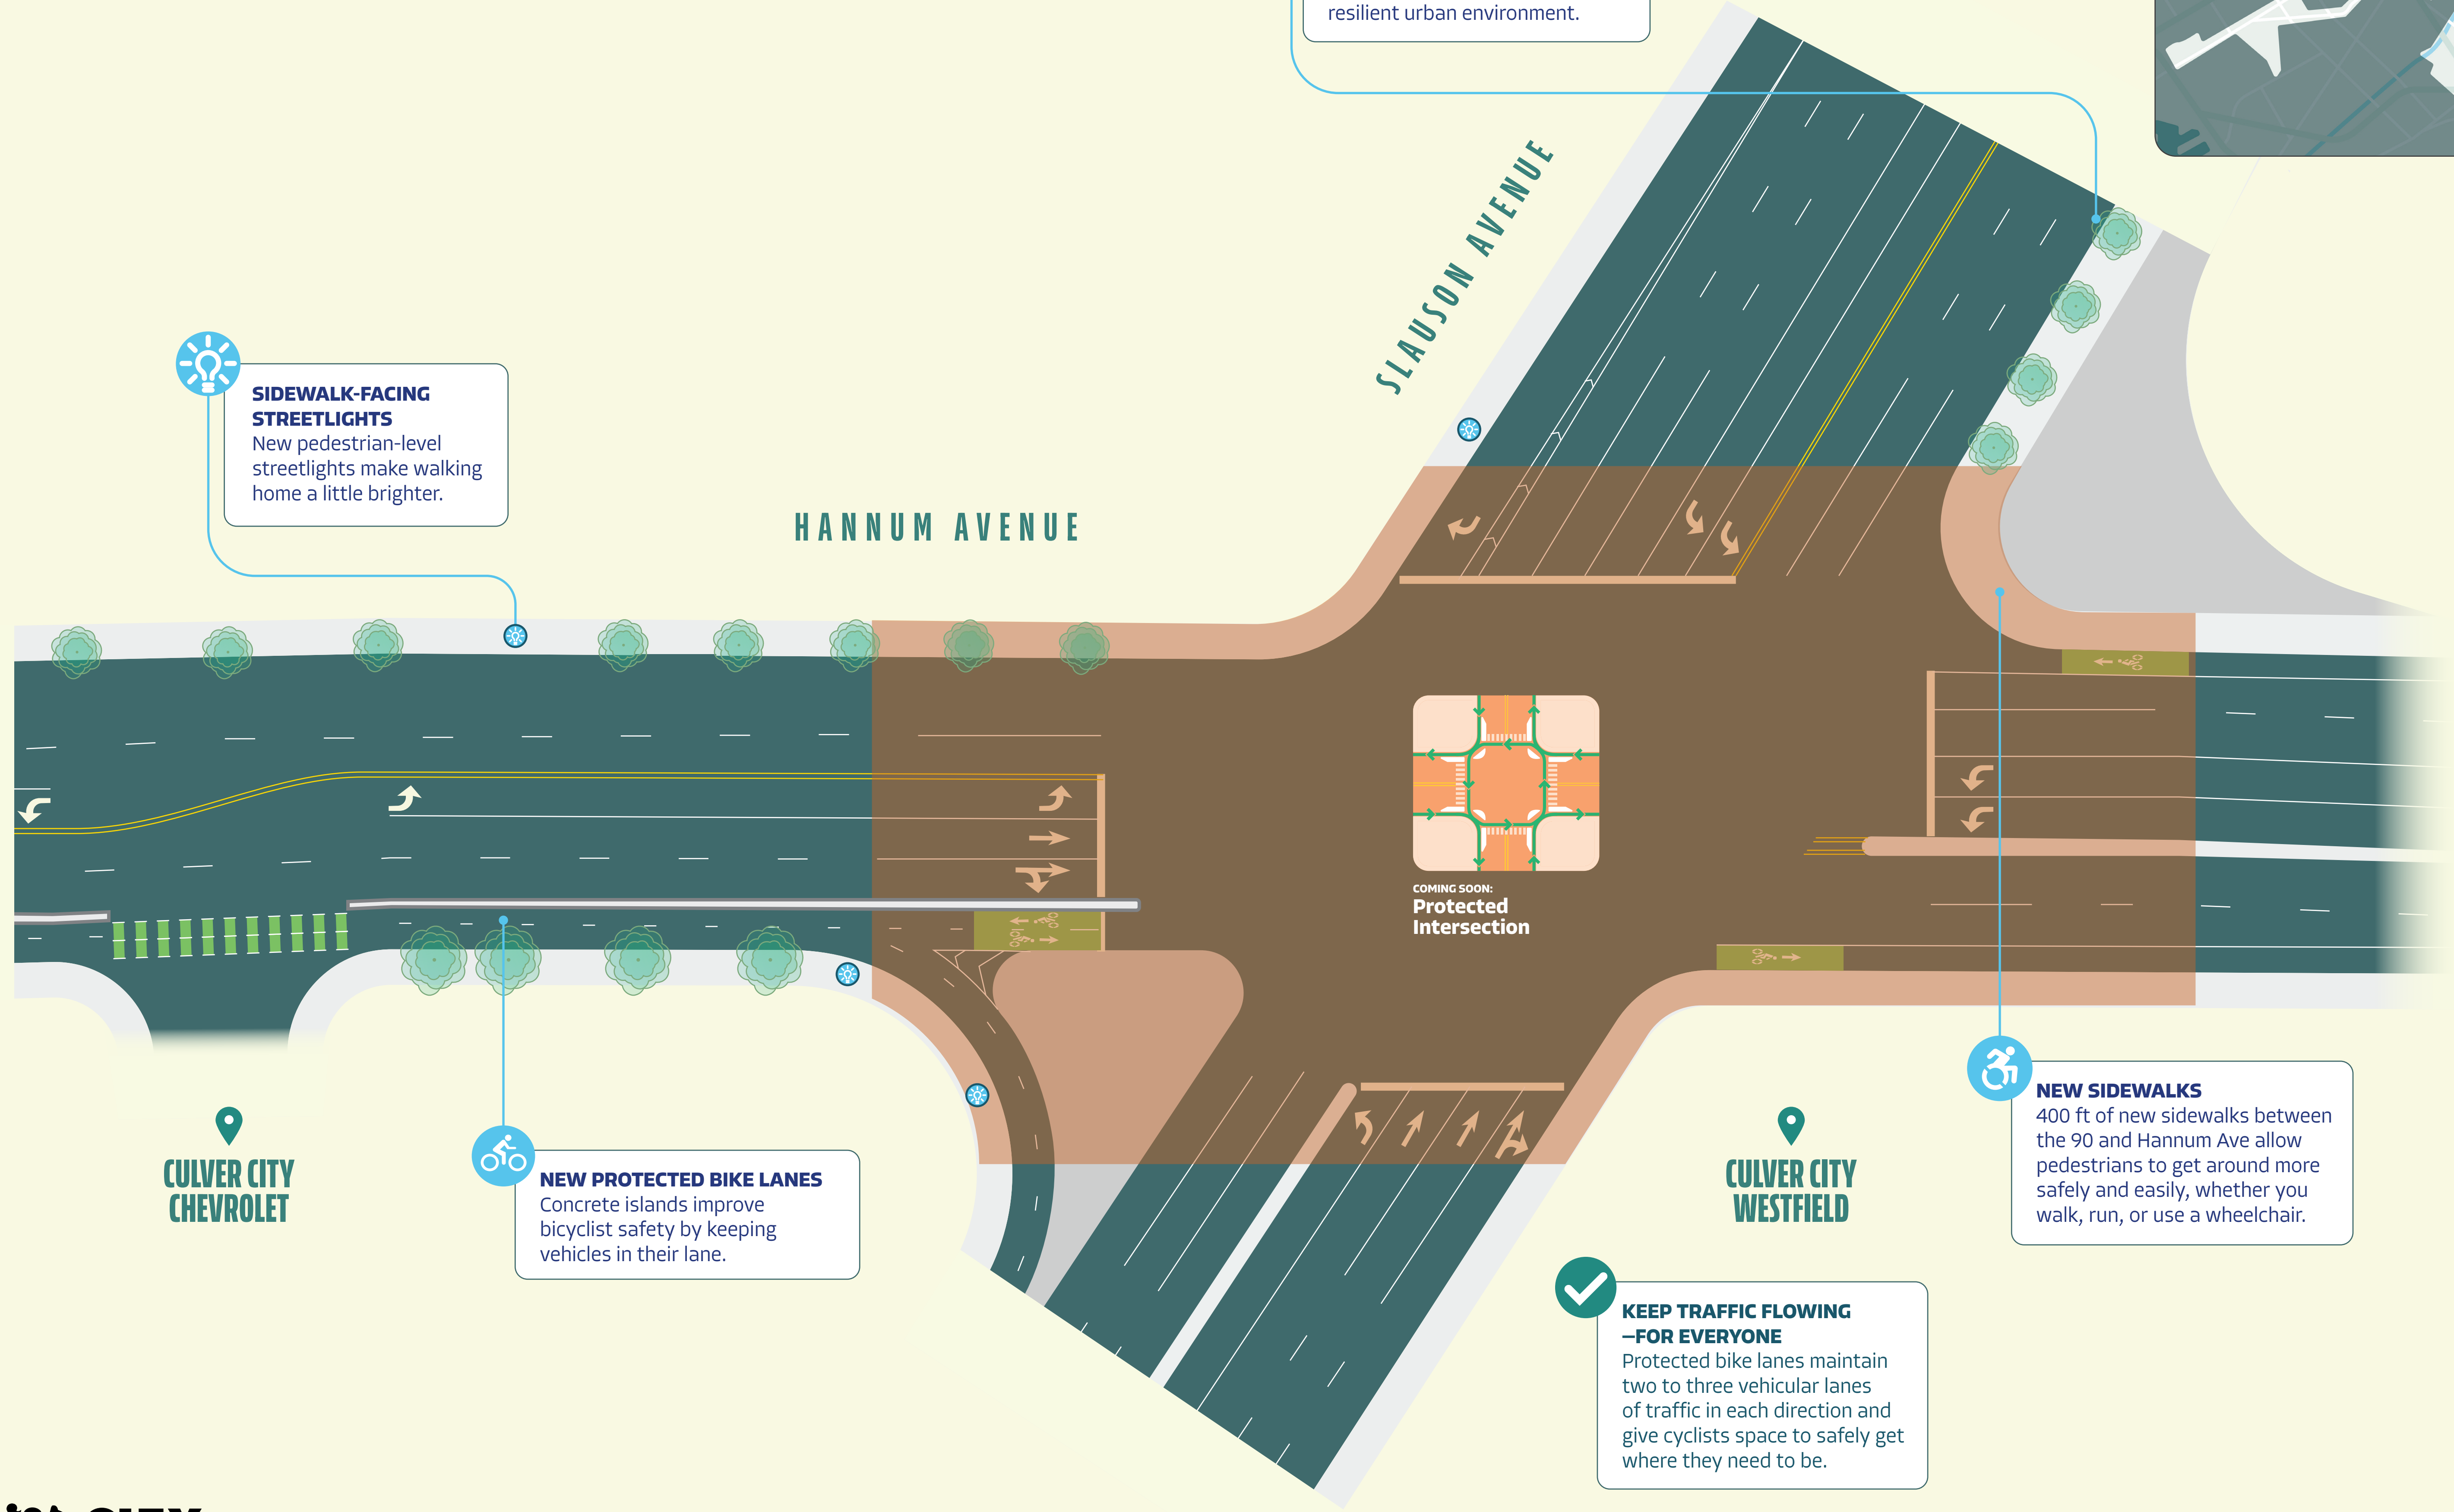 resilient urban environment.
SLAUSON AVENUE
SIDEWALK-FACING
STREETLIGHTS
New pedestrian-level
streetlights make walking
home a little brighter.
HANNUM AVENUE
COMING SOON:
Protected
Intersection
CULVER CITY
CHEVROLET
NEW PROTECTED BIKE LANES
Concrete islands improve
bicyclist safety by keeping
vehicles in their lane.
CULVER CITY
WESTFIELD
NEW SIDEWALKS
400 ft of new sidewalks between
the 90 and Hannum Ave allow
pedestrians to get around more
safely and easily, whether you
walk, run, or use a wheelchair.
KEEP TRAFFIC FLOWING
–FOR EVERYONE
Protected bike lanes maintain
two to three vehicular lanes
of traffic in each direction and
give cyclists space to safely get
where they need to be.